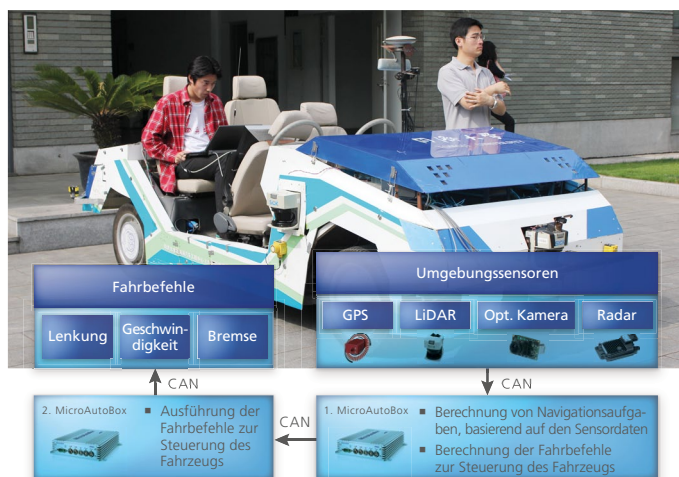 Fahrbefehle
Lenkung
Geschwin-
digkeit
Bremse
Umgebungssensoren
GPS
LiDAR
Opt. Kamera
Radar
CAN
CAN
2. MicroAutoBox
▪ Ausführung der
Fahrbefehle zur
Steuerung des
Fahrzeugs
CAN
1. MicroAutoBox
▪ Berechnung von Navigationsaufga-
ben, basierend auf den Sensordaten
▪ Berechnung der Fahrbefehle
zur Steuerung des Fahrzeugs